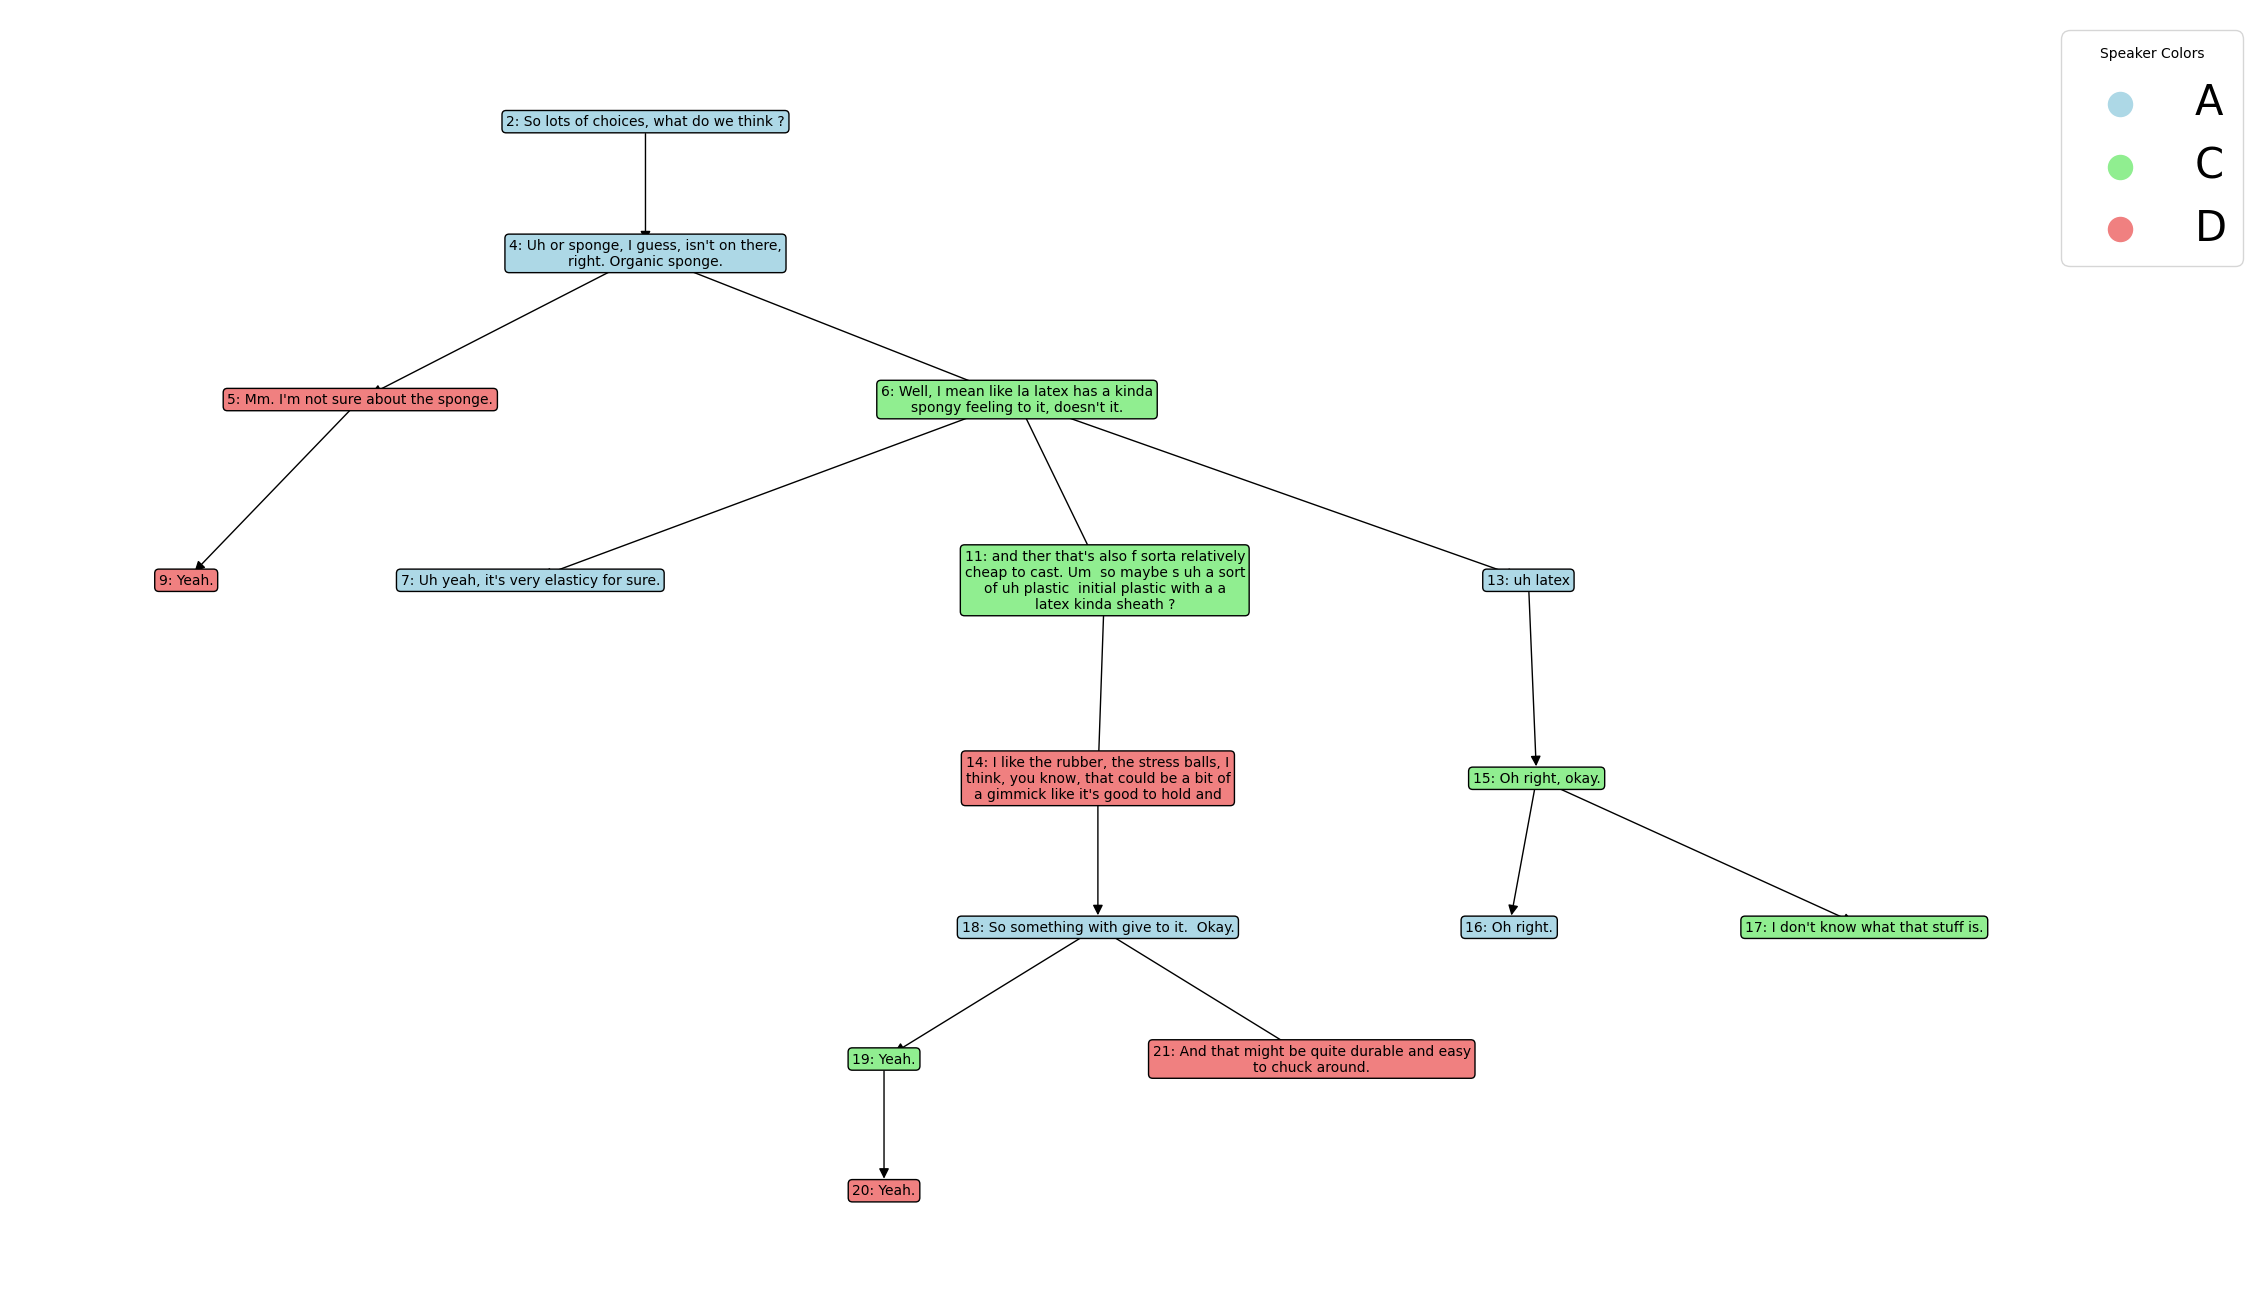 Speaker Colors
A
C
D
2: So lots of choices, what do we think ?
4: Uh or sponge, I guess, isn't on there,
right. Organic sponge.
5: Mm. I'm not sure about the sponge.
6: Well, I mean like la latex has a kinda
spongy feeling to it, doesn't it.
9: Yeah.
7: Uh yeah, it's very elasticy for sure.
11: and ther that's also f sorta relatively
cheap to cast. Um  so maybe s uh a sort
of uh plastic  initial plastic with a a
latex kinda sheath ?
13: uh latex
14: I like the rubber, the stress balls, I
think, you know, that could be a bit of
a gimmick like it's good to hold and
15: Oh right, okay.
18: So something with give to it.  Okay.
16: Oh right.
17: I don't know what that stuff is.
19: Yeah.
21: And that might be quite durable and easy
to chuck around.
20: Yeah.